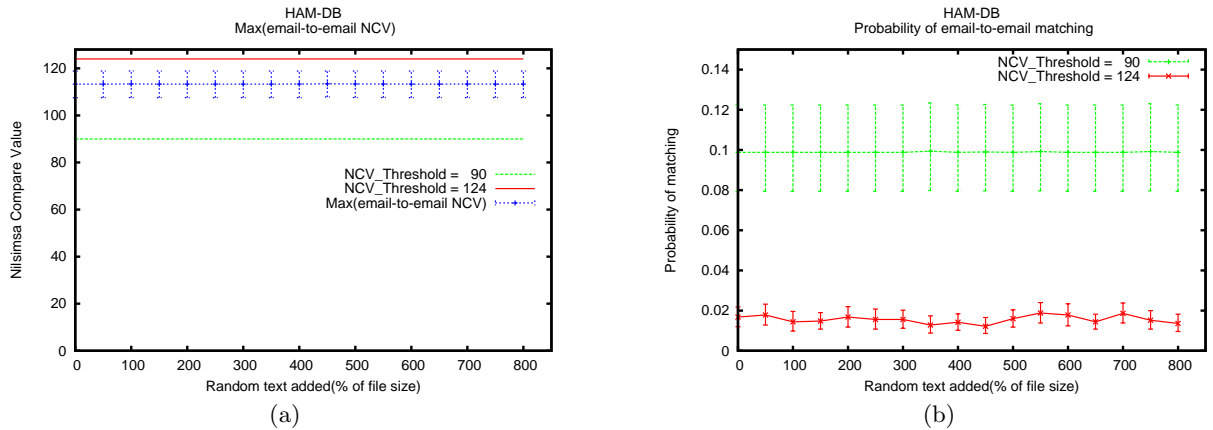 HAM-DB
Max(email-to-email NCV)
120
100
80
60
40
20
0
Nilsimsa Compare Value
NCV_Threshold = 90
NCV_Threshold = 124
Max(email-to-email NCV)
0 100 200 300 400 500 600 700 800
Random text added(% of file size)
(a)
HAM-DB
Probability of email-to-email matching
0.14
0.12
0.1
0.08
0.06
0.04
0.02
0
Probability of matching
NCV_Threshold = 90
NCV_Threshold = 124
0 100 200 300 400 500 600 700 800
Random text added(% of file size)
(b)